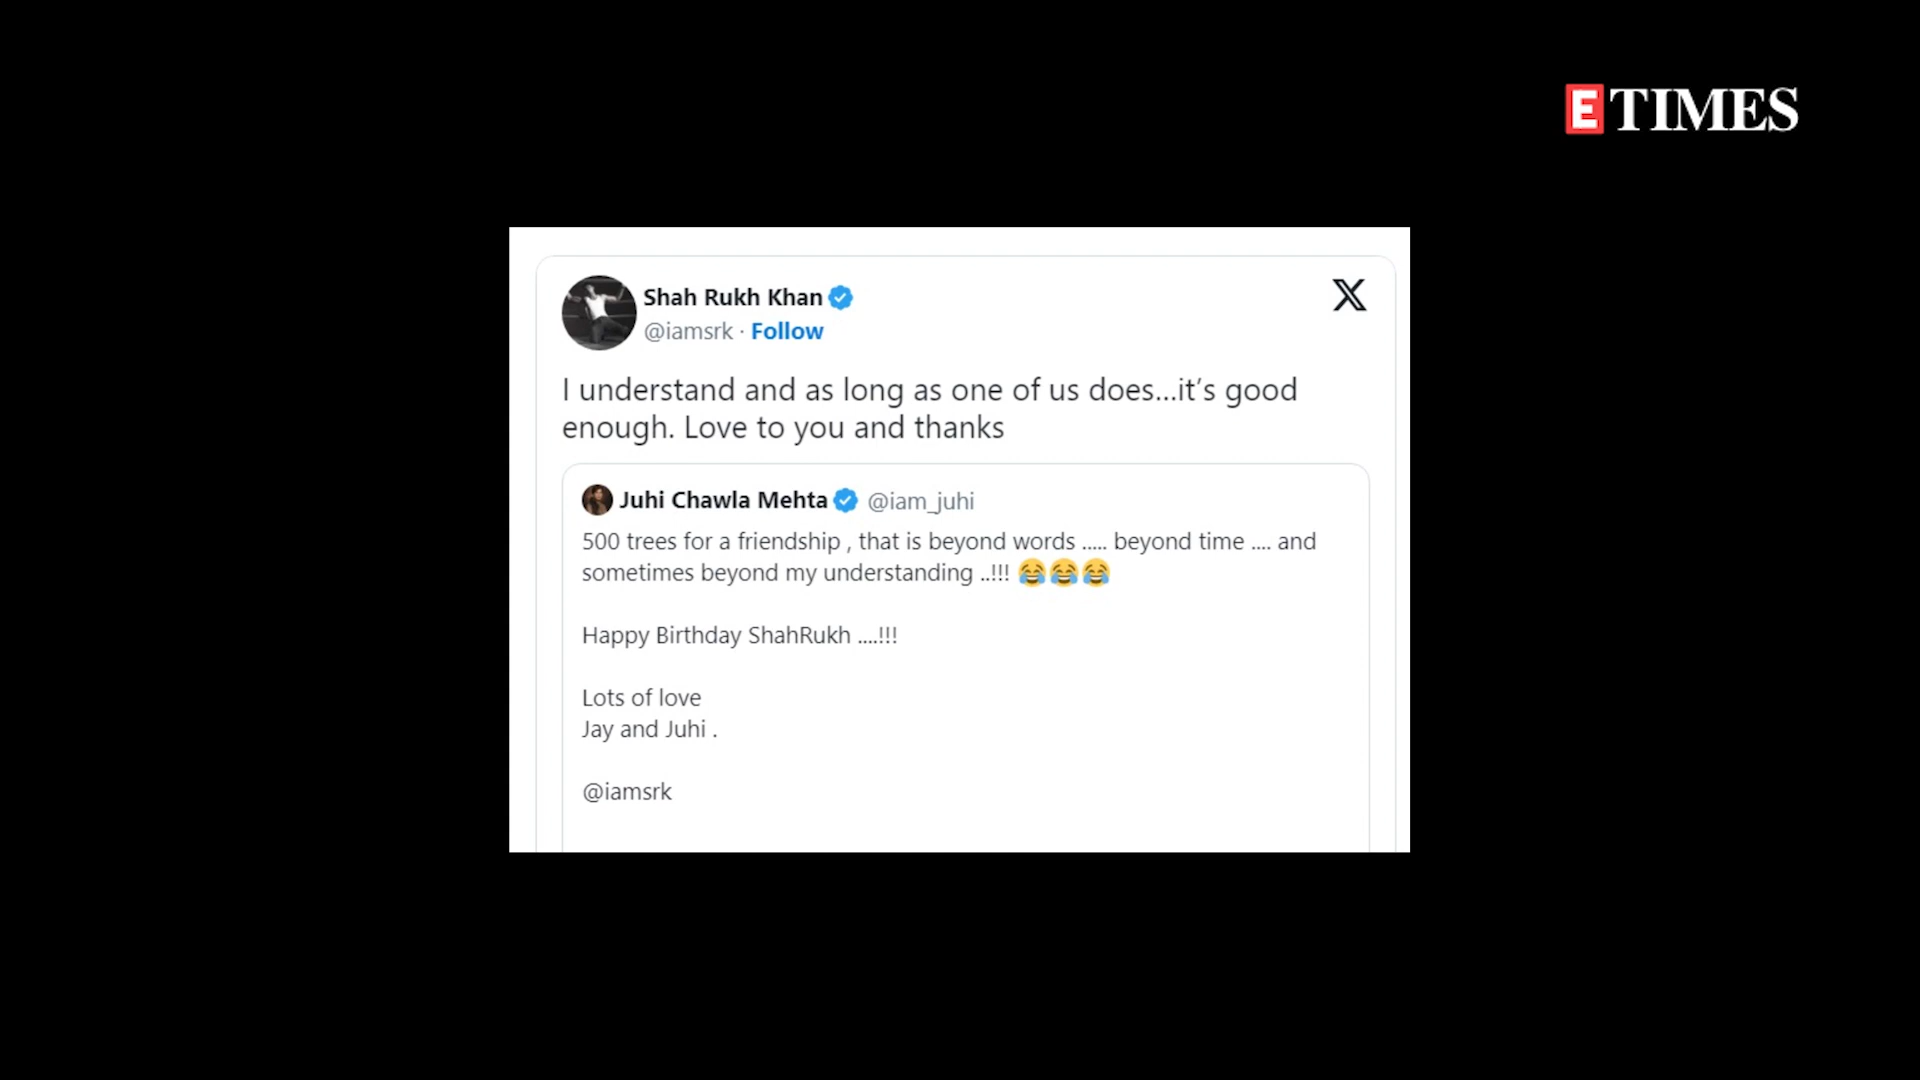 E TIMES
Shah Rukh Khan
@iamsrk · Follow
X
I understand and as long as one of us does...it’s good
enough. Love to you and thanks
Juhi Chawla Mehta @iam_juhi
500 trees for a friendship , that is beyond words ..... beyond time .... and
sometimes beyond my understanding ..!!! 😂😂😂
Happy Birthday ShahRukh ....!!!
Lots of love
Jay and Juhi .
@iamsrk